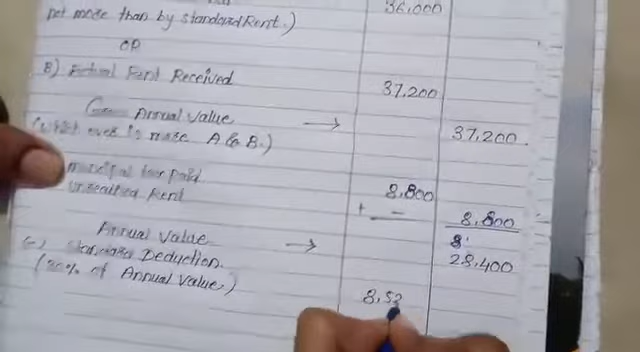 not more than by Standard Rent.) 36,000
OR
B) Actual Rent Received 37,200
Annual Value →
(Which ever is more A & B.) 37,200
Municipal tax paid 8,800
Unrealised Rent + - 8,800
8
Annual Value → 28,400
(-) Standard Deduction.
(30% of Annual Value.) 8,52